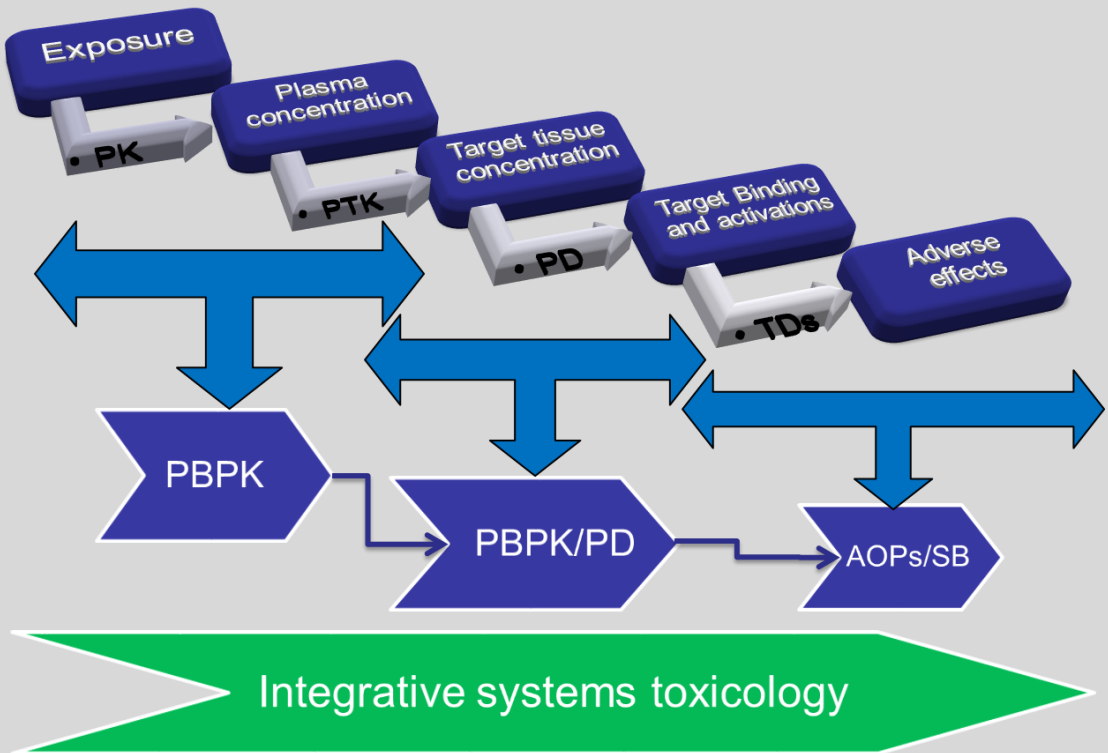 Exposure
• PK
Plasma
concentration
• PTK
Target tissue
concentration
• PD
Target Binding
and activations
• TDs
Adverse
effects
PBPK
PBPK/PD
AOPs/SB
Integrative systems toxicology